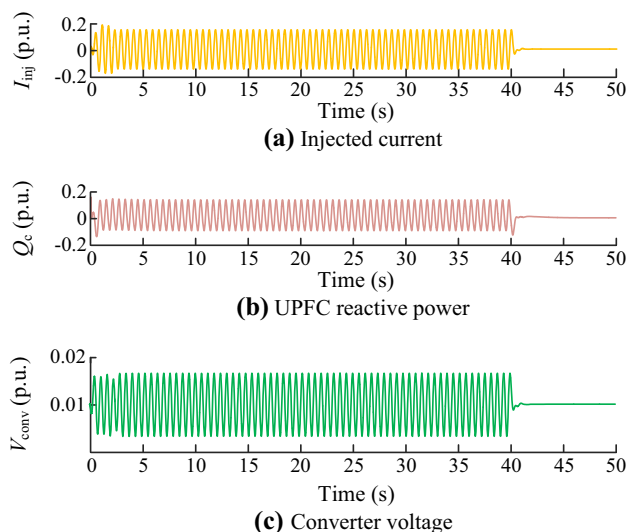 I_inj (p.u.)
0.2
0
-0.2
0 5 10 15 20 25 30 35 40 45 50
Time (s)
(a) Injected current
Q_c (p.u.)
0.2
0
-0.2
0 5 10 15 20 25 30 35 40 45 50
Time (s)
(b) UPFC reactive power
V_conv (p.u.)
0.02
0.01
0 5 10 15 20 25 30 35 40 45 50
Time (s)
(c) Converter voltage